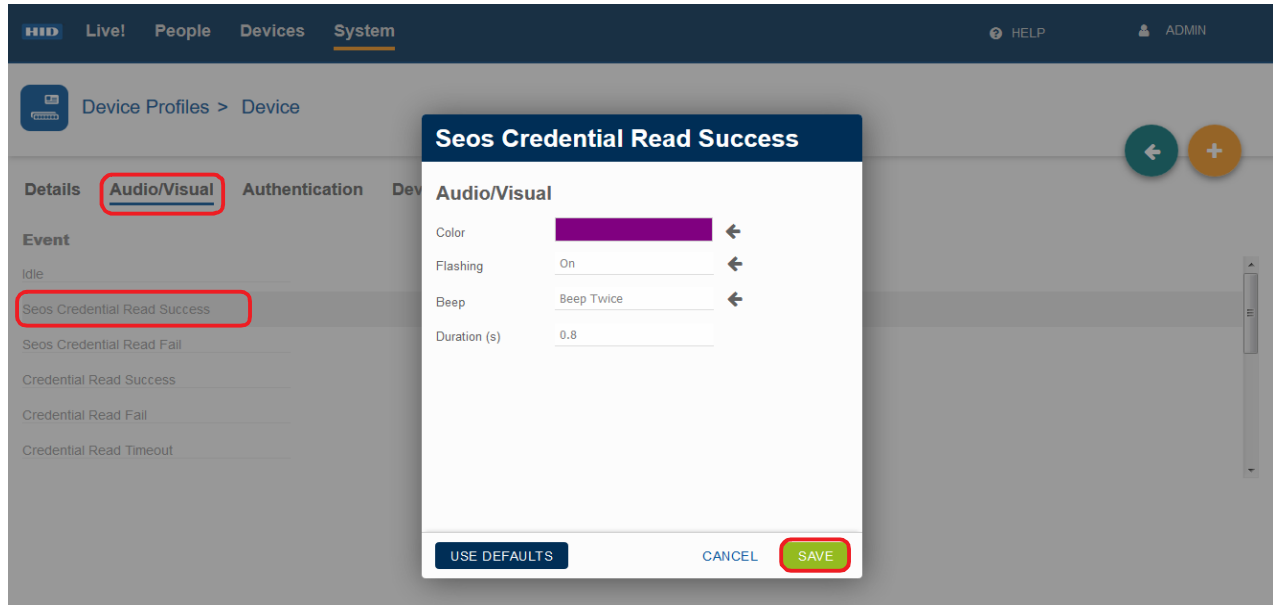 HID Live! People Devices System HELP ADMIN
Device Profiles > Device
Seos Credential Read Success
Details Audio/Visual Authentication Dev
Audio/Visual
Event
Color
Idle
Flashing On
Seos Credential Read Success
Beep Beep Twice
Seos Credential Read Fail
Duration (s) 0.8
Credential Read Success
Credential Read Fail
Credential Read Timeout
USE DEFAULTS CANCEL SAVE